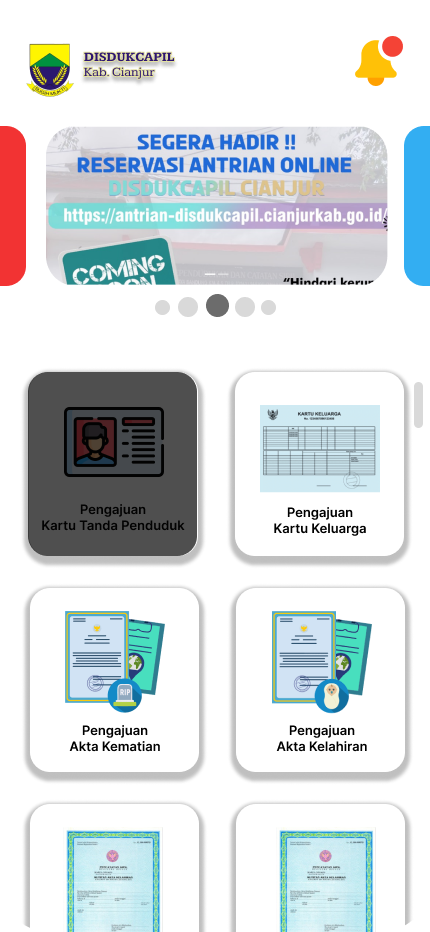 DISDUKCAPIL
Kab. Cianjur
SEGERA HADIR !!
RESERVASI ANTRIAN ONLINE
DISDUKCAPIL CIANJUR
https://antrian-disdukcapil.cianjurkab.go.id/
COMING
"Hindari kerum
Pengajuan
Kartu Tanda Penduduk
KARTU KELUARGA
Pengajuan
Kartu Keluarga
RIP
Pengajuan
Akta Kematian
Pengajuan
Akta Kelahiran